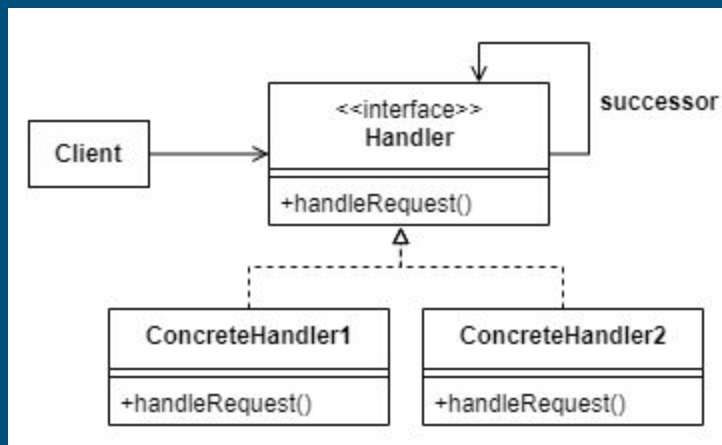 <<interface>>
Handler
successor
Client
+handleRequest()
ConcreteHandler1
+handleRequest()
ConcreteHandler2
+handleRequest()